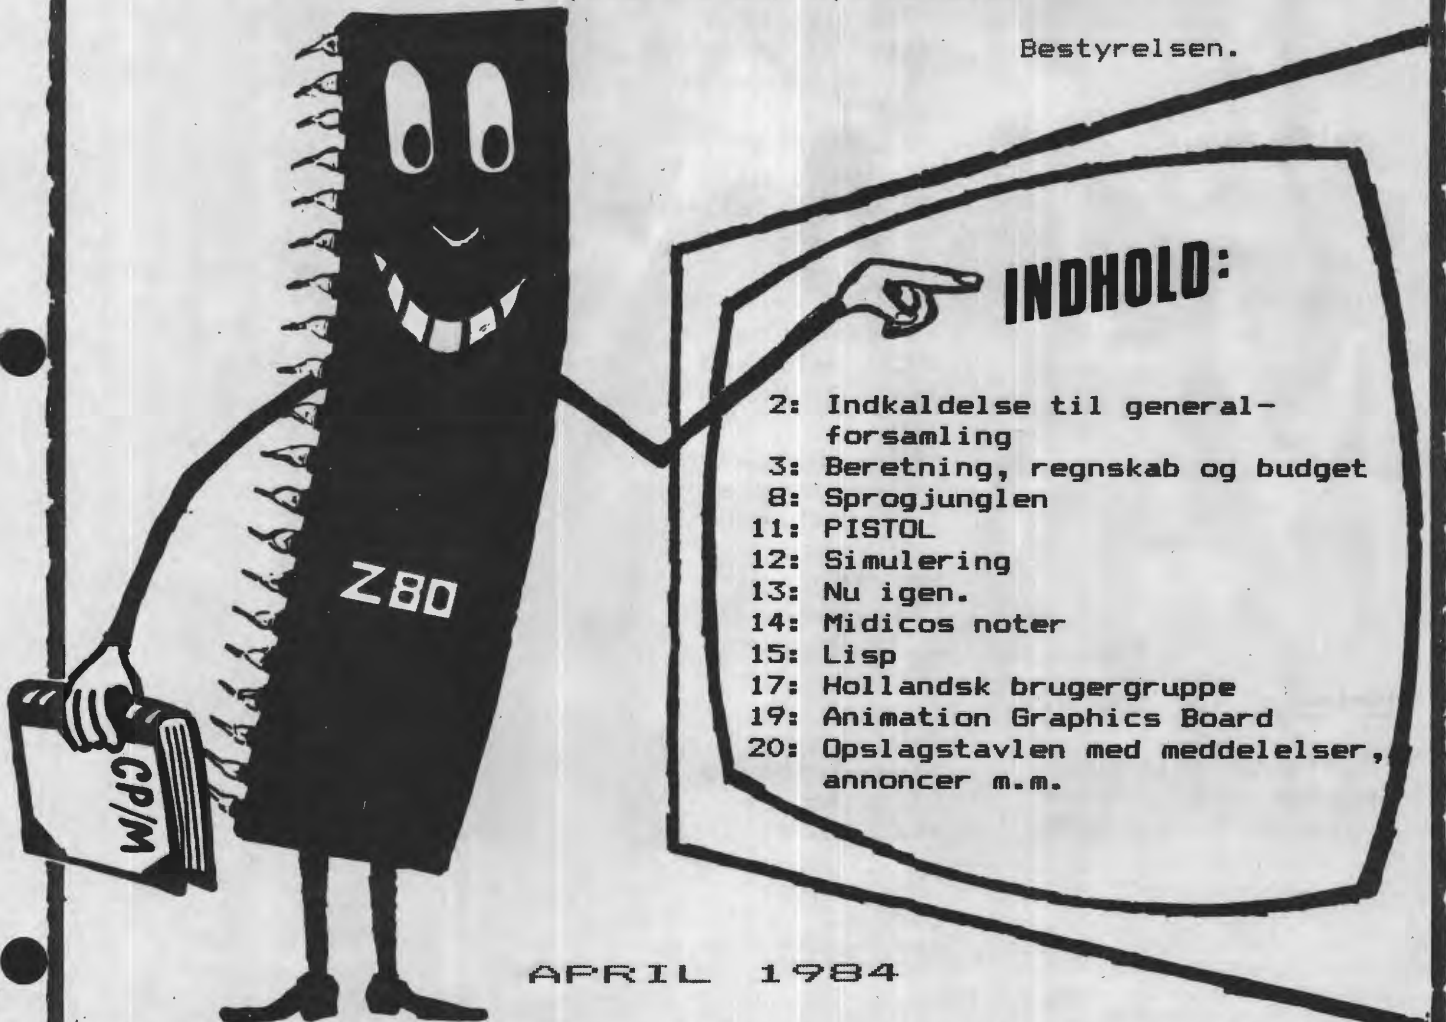 Bestyrelsen.
INDHOLD:
2: Indkaldelse til general-
forsamling
3: Beretning, regnskab og budget
8: Sprogjunglen
11: PISTOL
12: Simulering
13: Nu igen.
14: Midicos noter
15: Lisp
17: Hollandsk brugergruppe
19: Animation Graphics Board
20: Opslagstavlen med meddelelser,
annoncer m.m.
Z80
CP/M
APRIL 1984